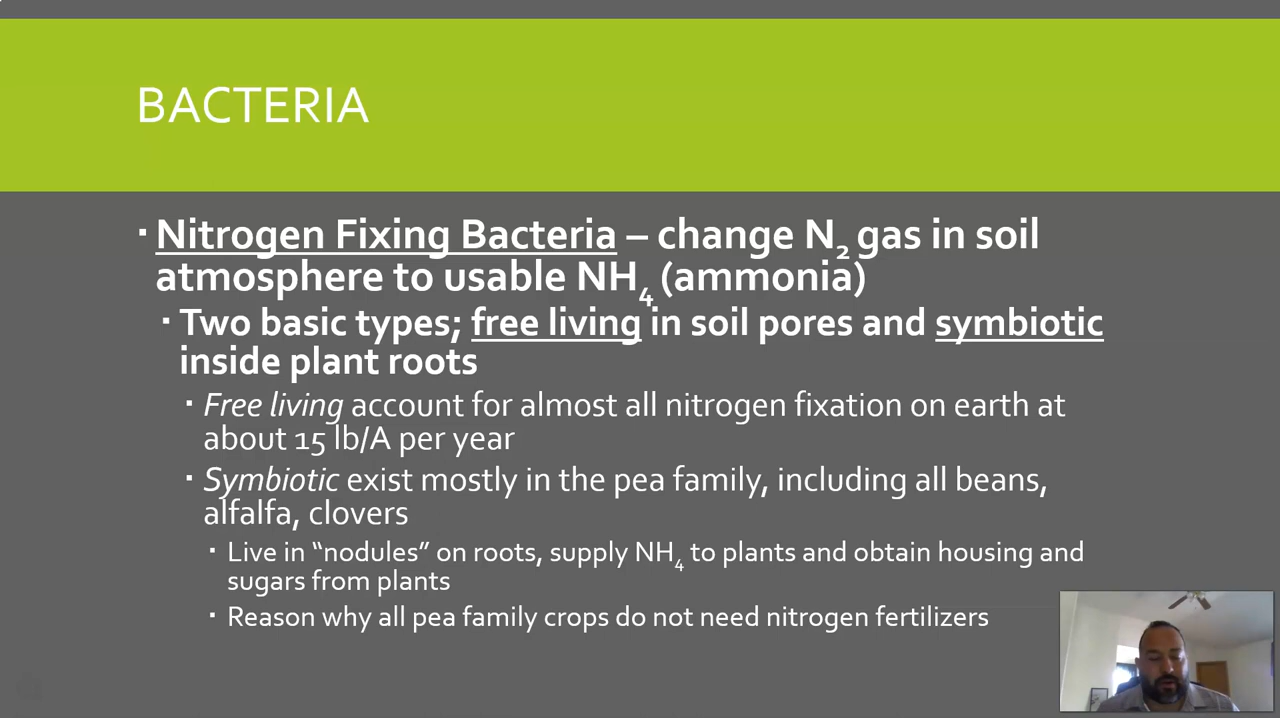 BACTERIA
▪ Nitrogen Fixing Bacteria – change N₂ gas in soil
atmosphere to usable NH₄ (ammonia)
▪ Two basic types; free living in soil pores and symbiotic
inside plant roots
▪ Free living account for almost all nitrogen fixation on earth at
about 15 lb/A per year
▪ Symbiotic exist mostly in the pea family, including all beans,
alfalfa, clovers
▪ Live in “nodules” on roots, supply NH₄ to plants and obtain housing and
sugars from plants
▪ Reason why all pea family crops do not need nitrogen fertilizers